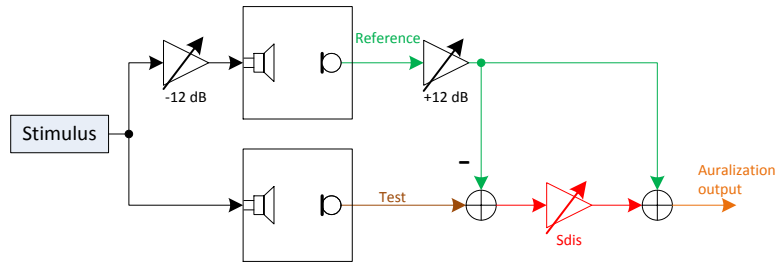 Reference
-12 dB
+12 dB
Stimulus
-
Test
Auralization
output
Sdis